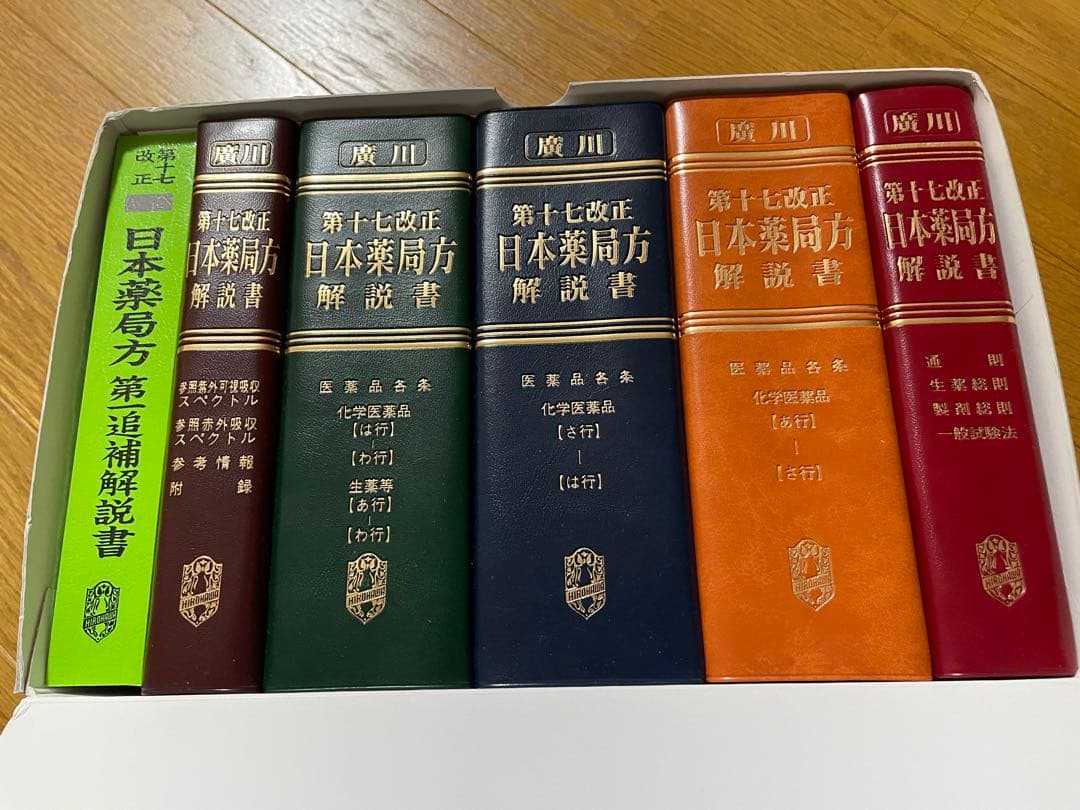 第十七
改正
日本薬局方 第一追補解説書
HIROKAWA
廣川
第十七改正
日本薬局方
解説書
参照紫外可視吸収
スペクトル
参照赤外吸収
スペクトル
参考情報
附録
HIROKAWA
廣川
第十七改正
日本薬局方
解説書
医薬品各条
化学医薬品
【は行】
|
【わ行】
生薬等
【あ行】
|
【わ行】
HIROKAWA
廣川
第十七改正
日本薬局方
解説書
医薬品各条
化学医薬品
【さ行】
|
【は行】
HIROKAWA
廣川
第十七改正
日本薬局方
解説書
医薬品各条
化学医薬品
【あ行】
|
【さ行】
HIROKAWA
廣川
第十七改正
日本薬局方
解説書
通則
生薬総則
製剤総則
一般試験法
HIROKAWA